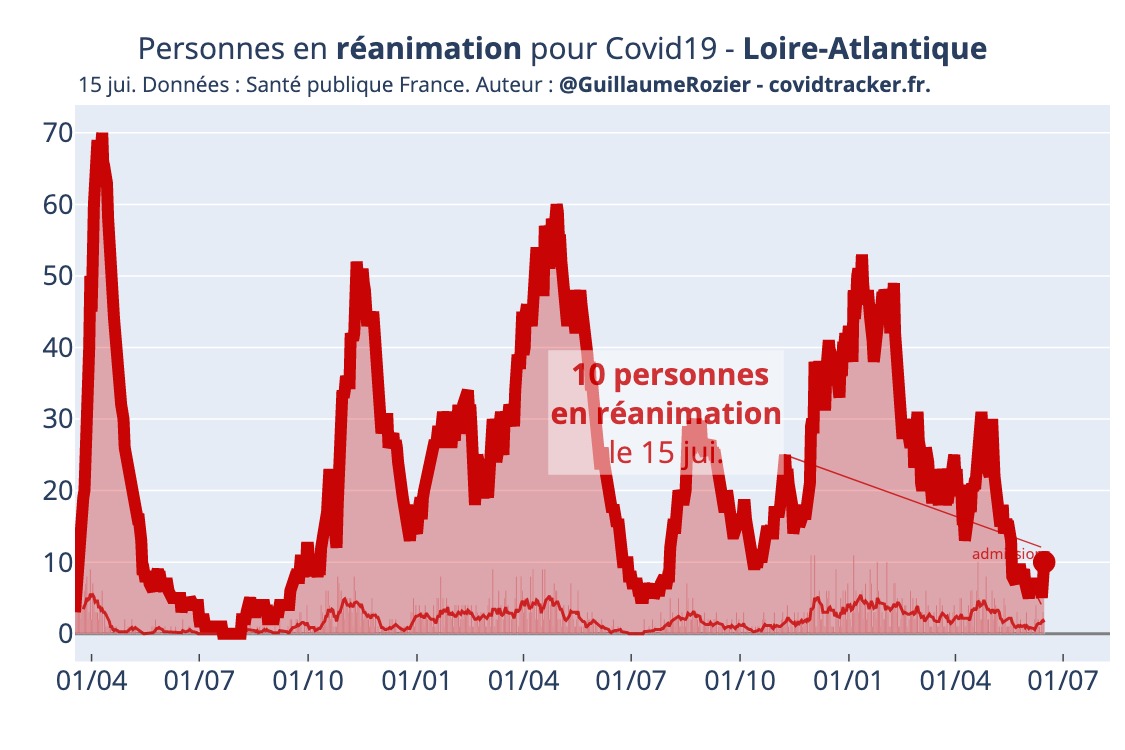 Personnes en réanimation pour Covid19 - Loire-Atlantique
15 jui. Données : Santé publique France. Auteur : @GuillaumeRozier - covidtracker.fr.
70
60
50
40
30
20
10
0
10 personnes
en réanimation
le 15 jui.
01/04 01/07 01/10 01/01 01/04 01/07 01/10 01/01 01/04 01/07